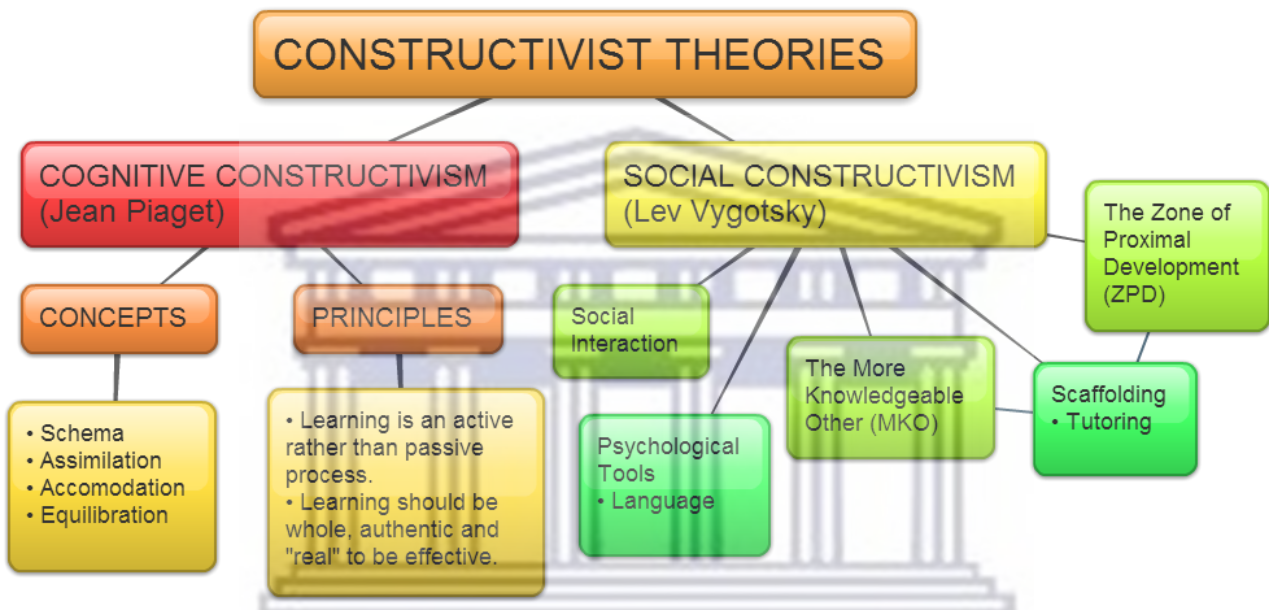 CONSTRUCTIVIST THEORIES
COGNITIVE CONSTRUCTIVISM
(Jean Piaget)
SOCIAL CONSTRUCTIVISM
(Lev Vygotsky)
The Zone of
Proximal
Development
(ZPD)
CONCEPTS
PRINCIPLES
Social
Interaction
The More
Knowledgeable
Other (MKO)
Scaffolding
• Tutoring
• Schema
• Assimilation
• Accomodation
• Equilibration
• Learning is an active
rather than passive
process.
• Learning should be
whole, authentic and
"real" to be effective.
Psychological
Tools
• Language